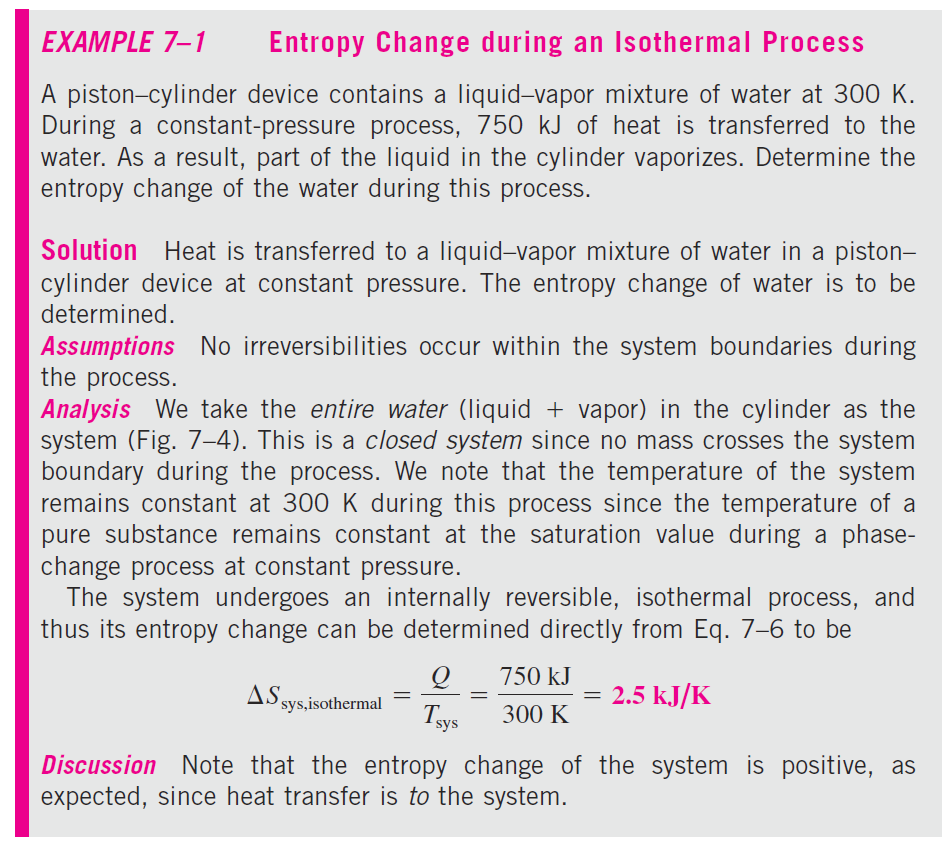 EXAMPLE 7–1 Entropy Change during an Isothermal Process
A piston–cylinder device contains a liquid–vapor mixture of water at 300 K.
During a constant-pressure process, 750 kJ of heat is transferred to the
water. As a result, part of the liquid in the cylinder vaporizes. Determine the
entropy change of the water during this process.
Solution Heat is transferred to a liquid–vapor mixture of water in a piston–
cylinder device at constant pressure. The entropy change of water is to be
determined.
Assumptions No irreversibilities occur within the system boundaries during
the process.
Analysis We take the entire water (liquid + vapor) in the cylinder as the
system (Fig. 7–4). This is a closed system since no mass crosses the system
boundary during the process. We note that the temperature of the system
remains constant at 300 K during this process since the temperature of a
pure substance remains constant at the saturation value during a phase-
change process at constant pressure.
The system undergoes an internally reversible, isothermal process, and
thus its entropy change can be determined directly from Eq. 7–6 to be
ΔS sys,isothermal = Q / T sys = 750 kJ / 300 K = 2.5 kJ/K
Discussion Note that the entropy change of the system is positive, as
expected, since heat transfer is to the system.